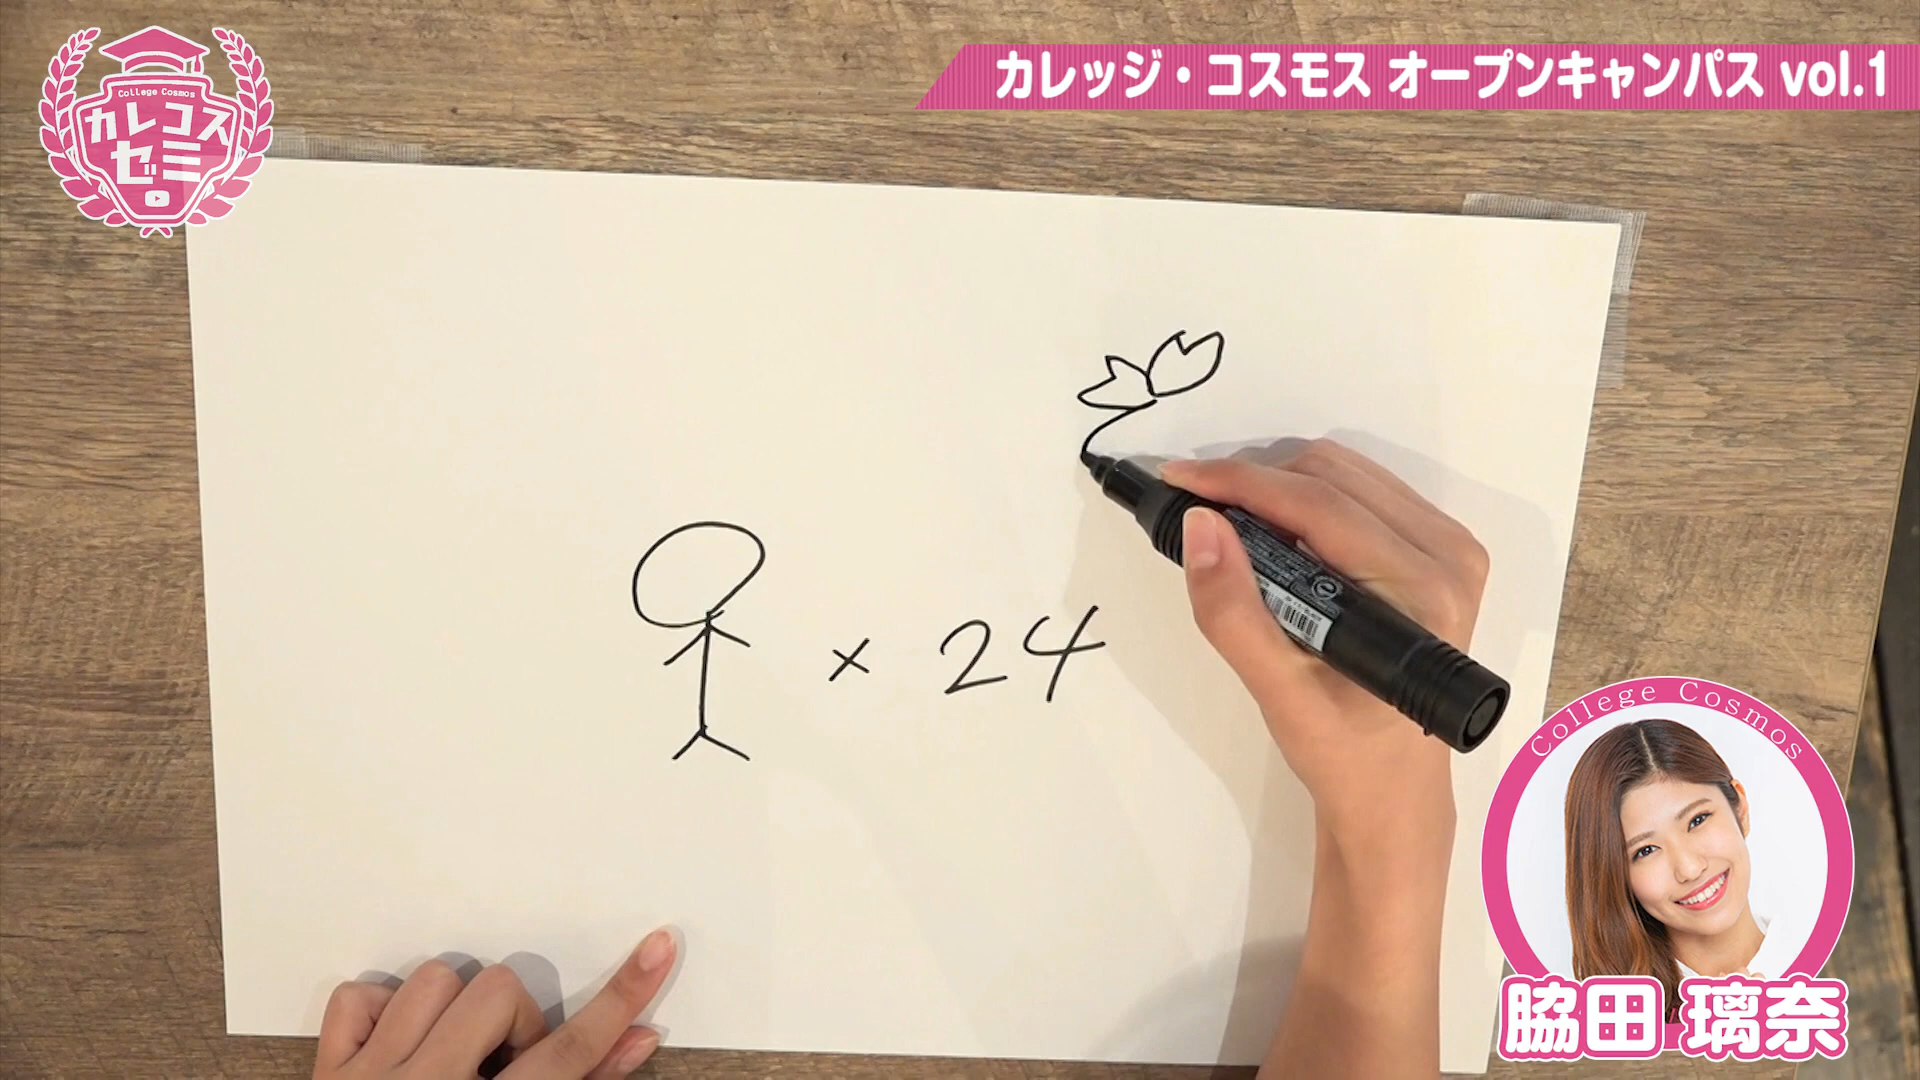 College Cosmos
カレコス
ゼミ
カレッジ・コスモス オープンキャンパス vol.1
× 24
College Cosmos
脇田 璃奈